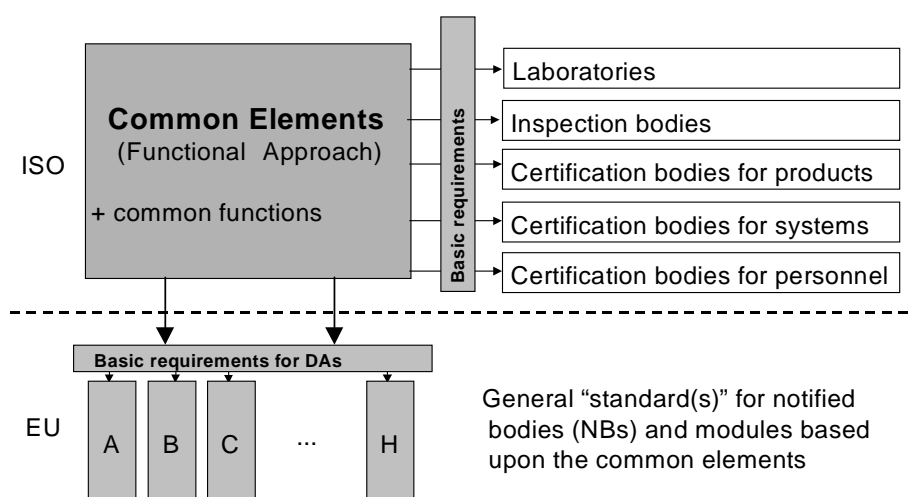 Common Elements
(Functional Approach)
+ common functions
ISO
Basic requirements
Laboratories
Inspection bodies
Certification bodies for products
Certification bodies for systems
Certification bodies for personnel
Basic requirements for DAs
EU
A B C ... H
General “standard(s)” for notified
bodies (NBs) and modules based
upon the common elements